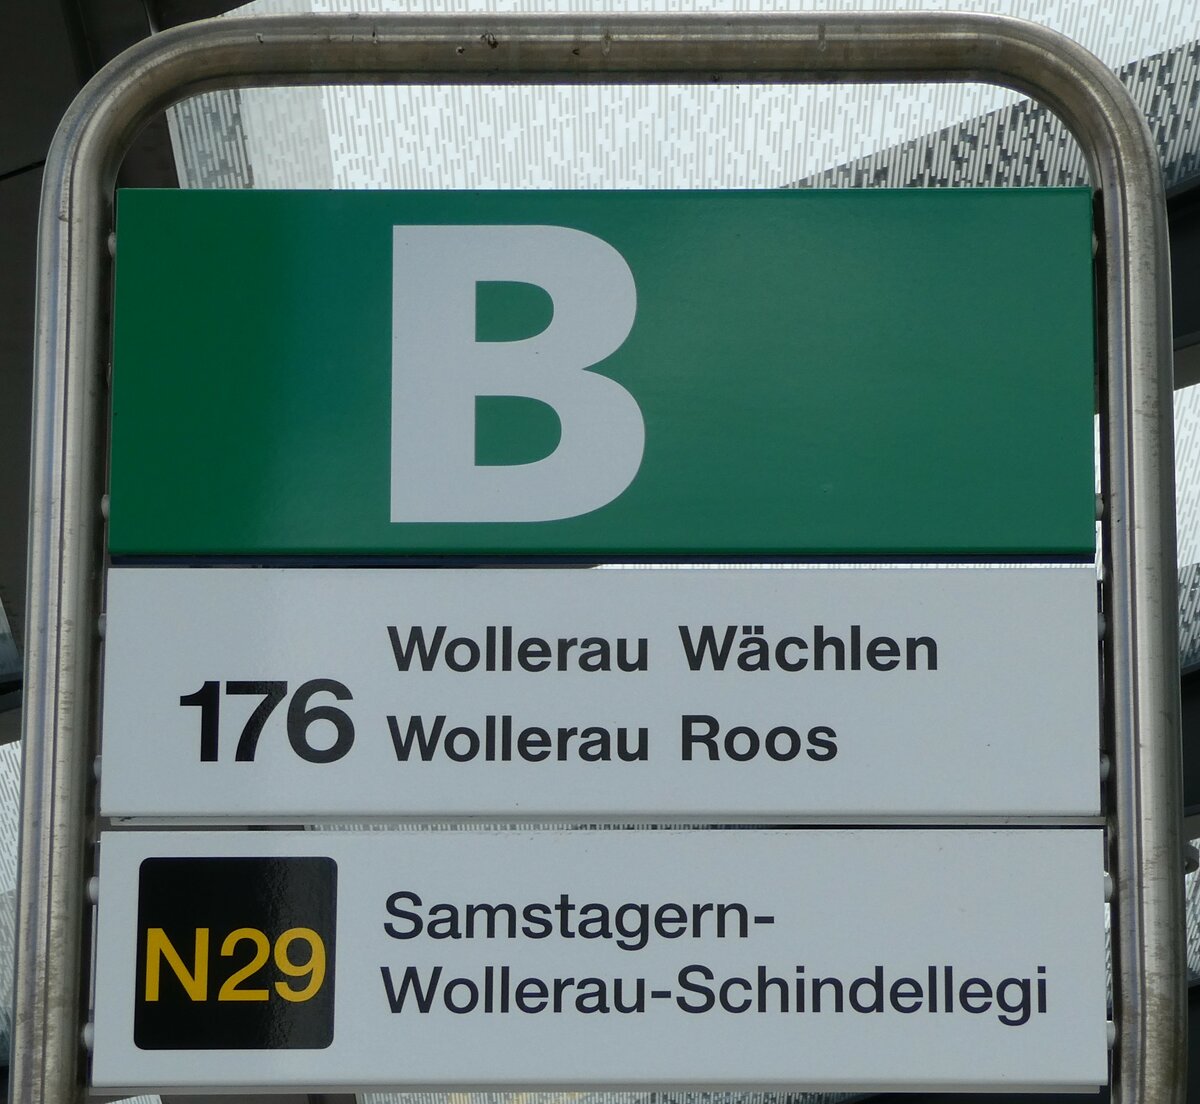 B
176 Wollerau Wächlen
Wollerau Roos
N29 Samstagern-
Wollerau-Schindellegi